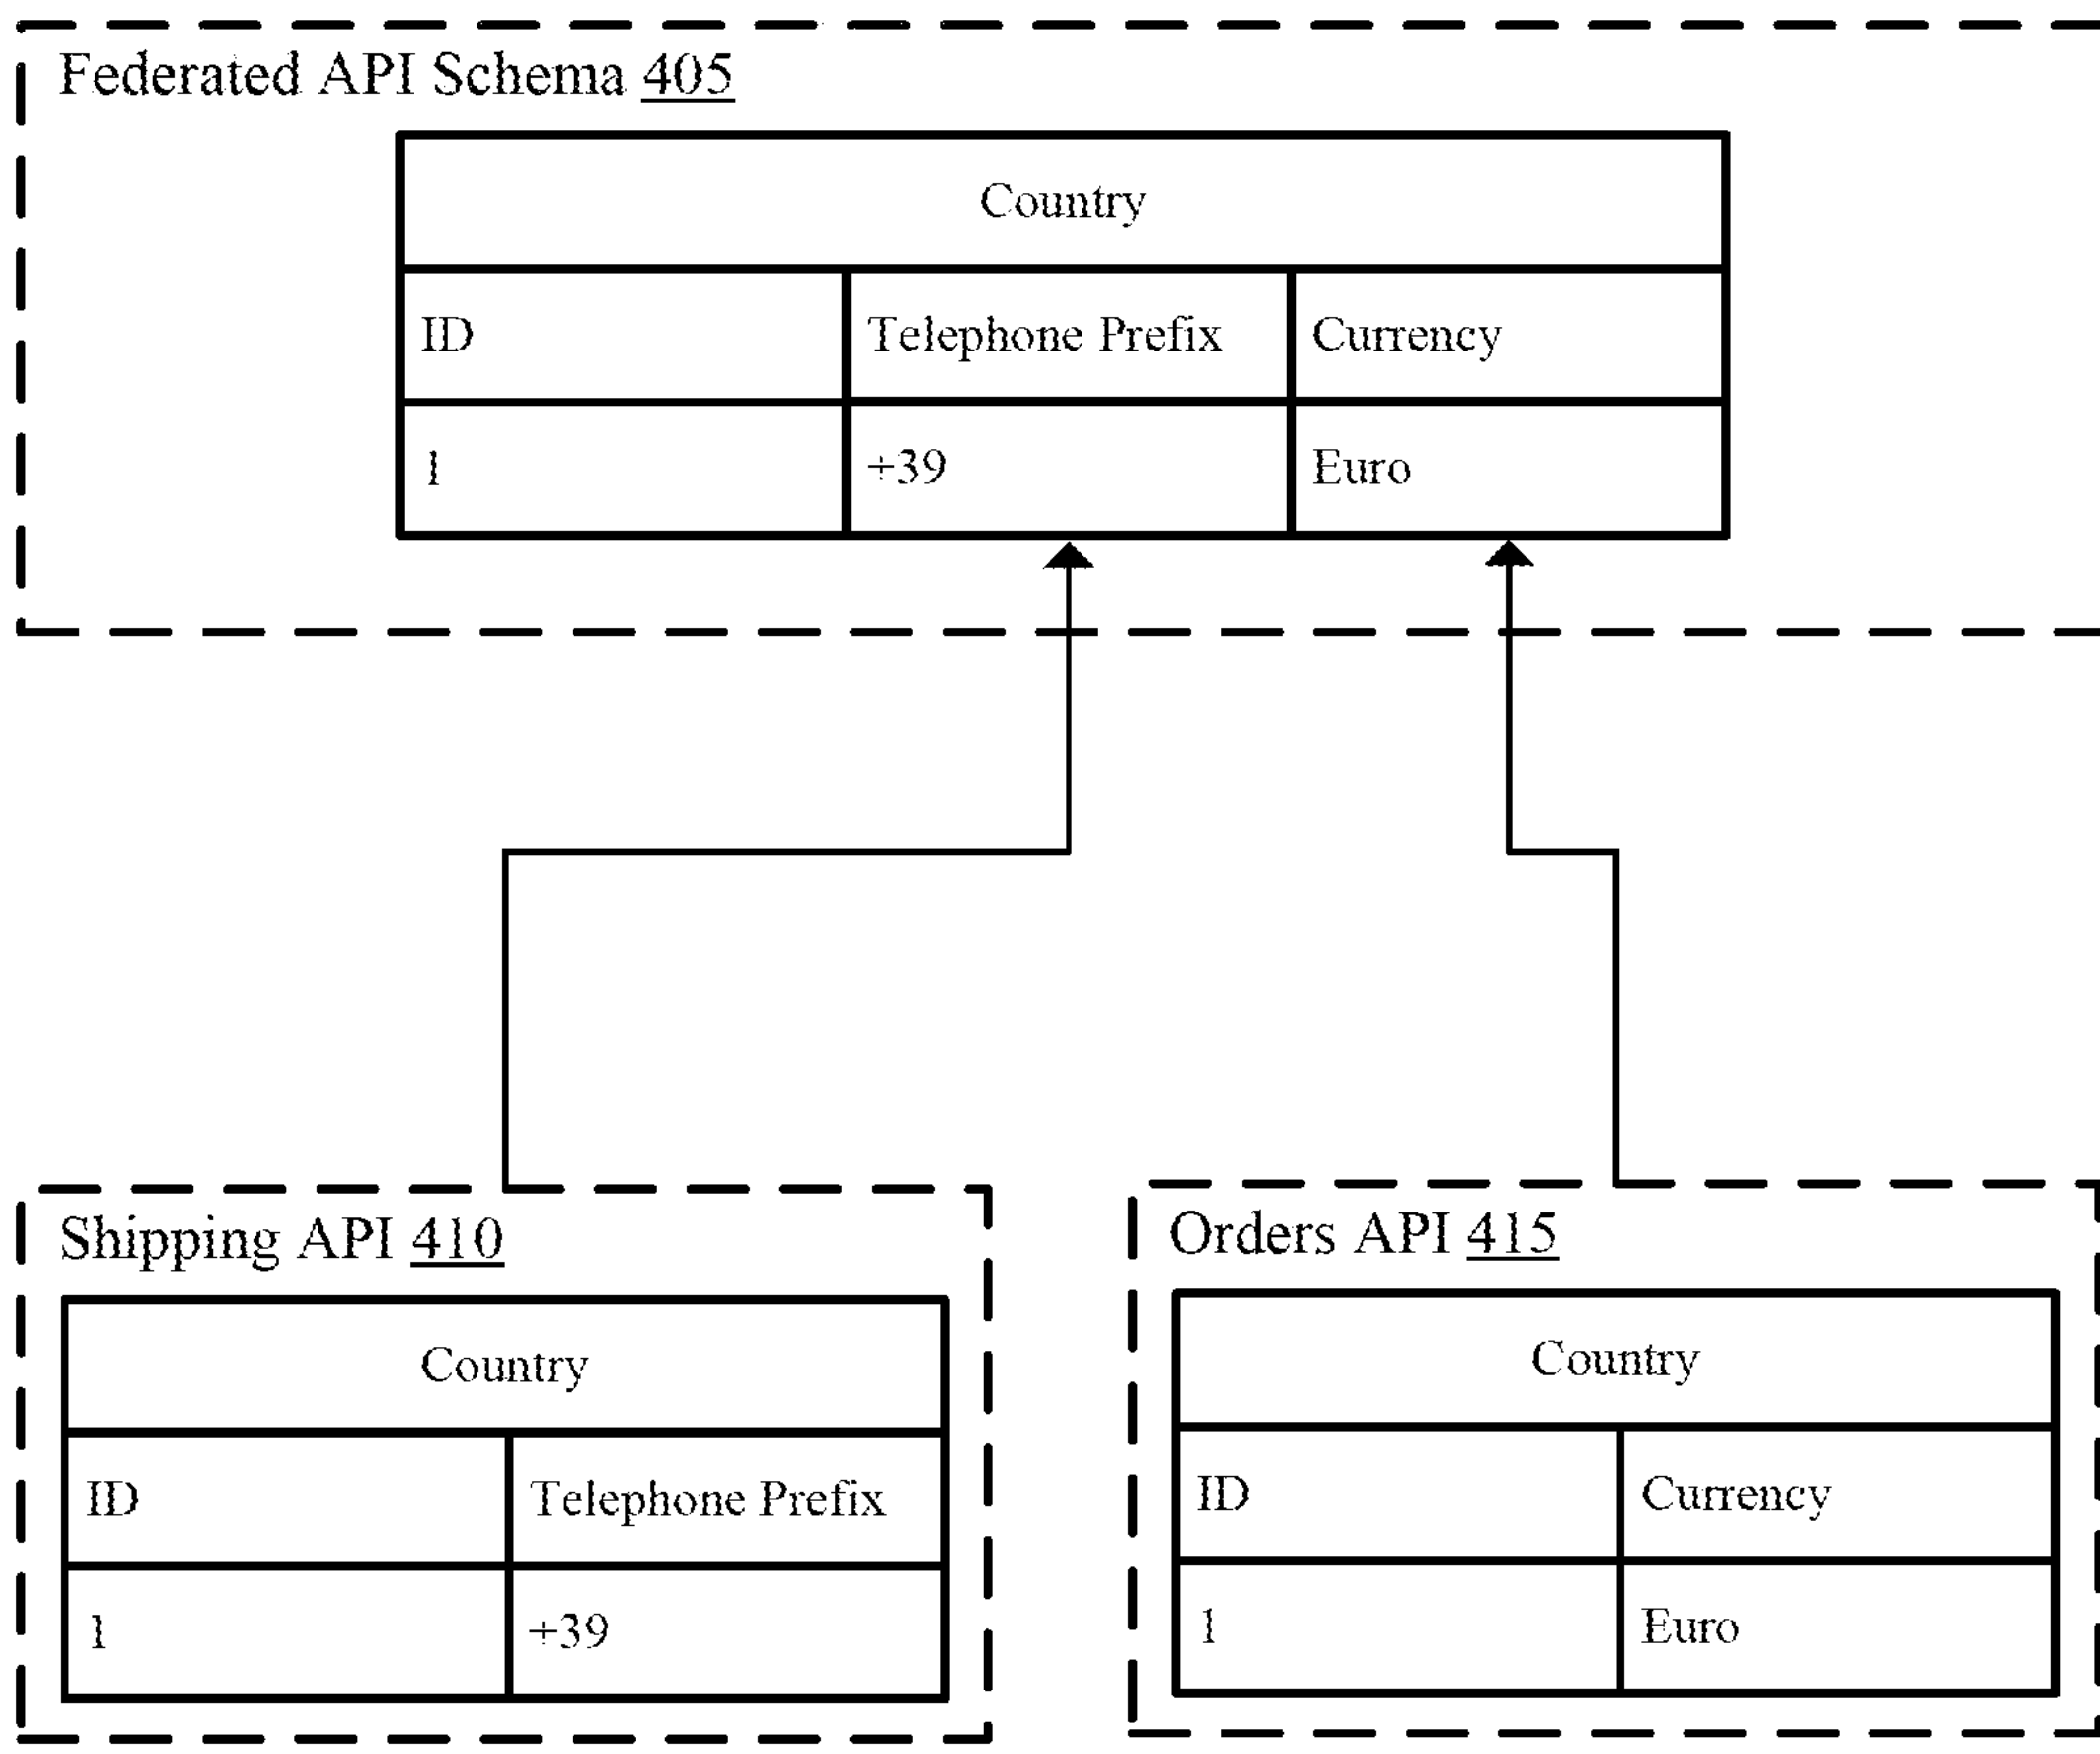 Federated API Schema 405
Country
ID Telephone Prefix Currency
1 +39 Euro
Shipping API 410
Country
ID Telephone Prefix
1 +39
Orders API 415
Country
ID Currency
1 Euro